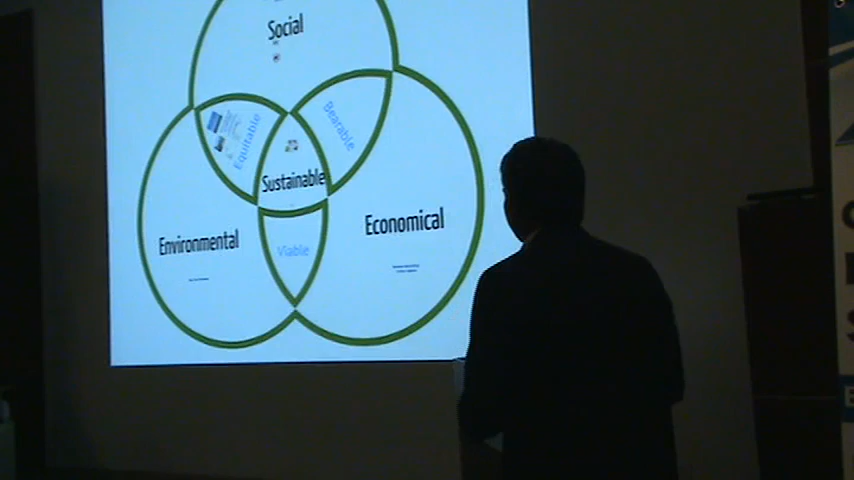 Social
Equitable
Bearable
Sustainable
Environmental
Economical
Viable